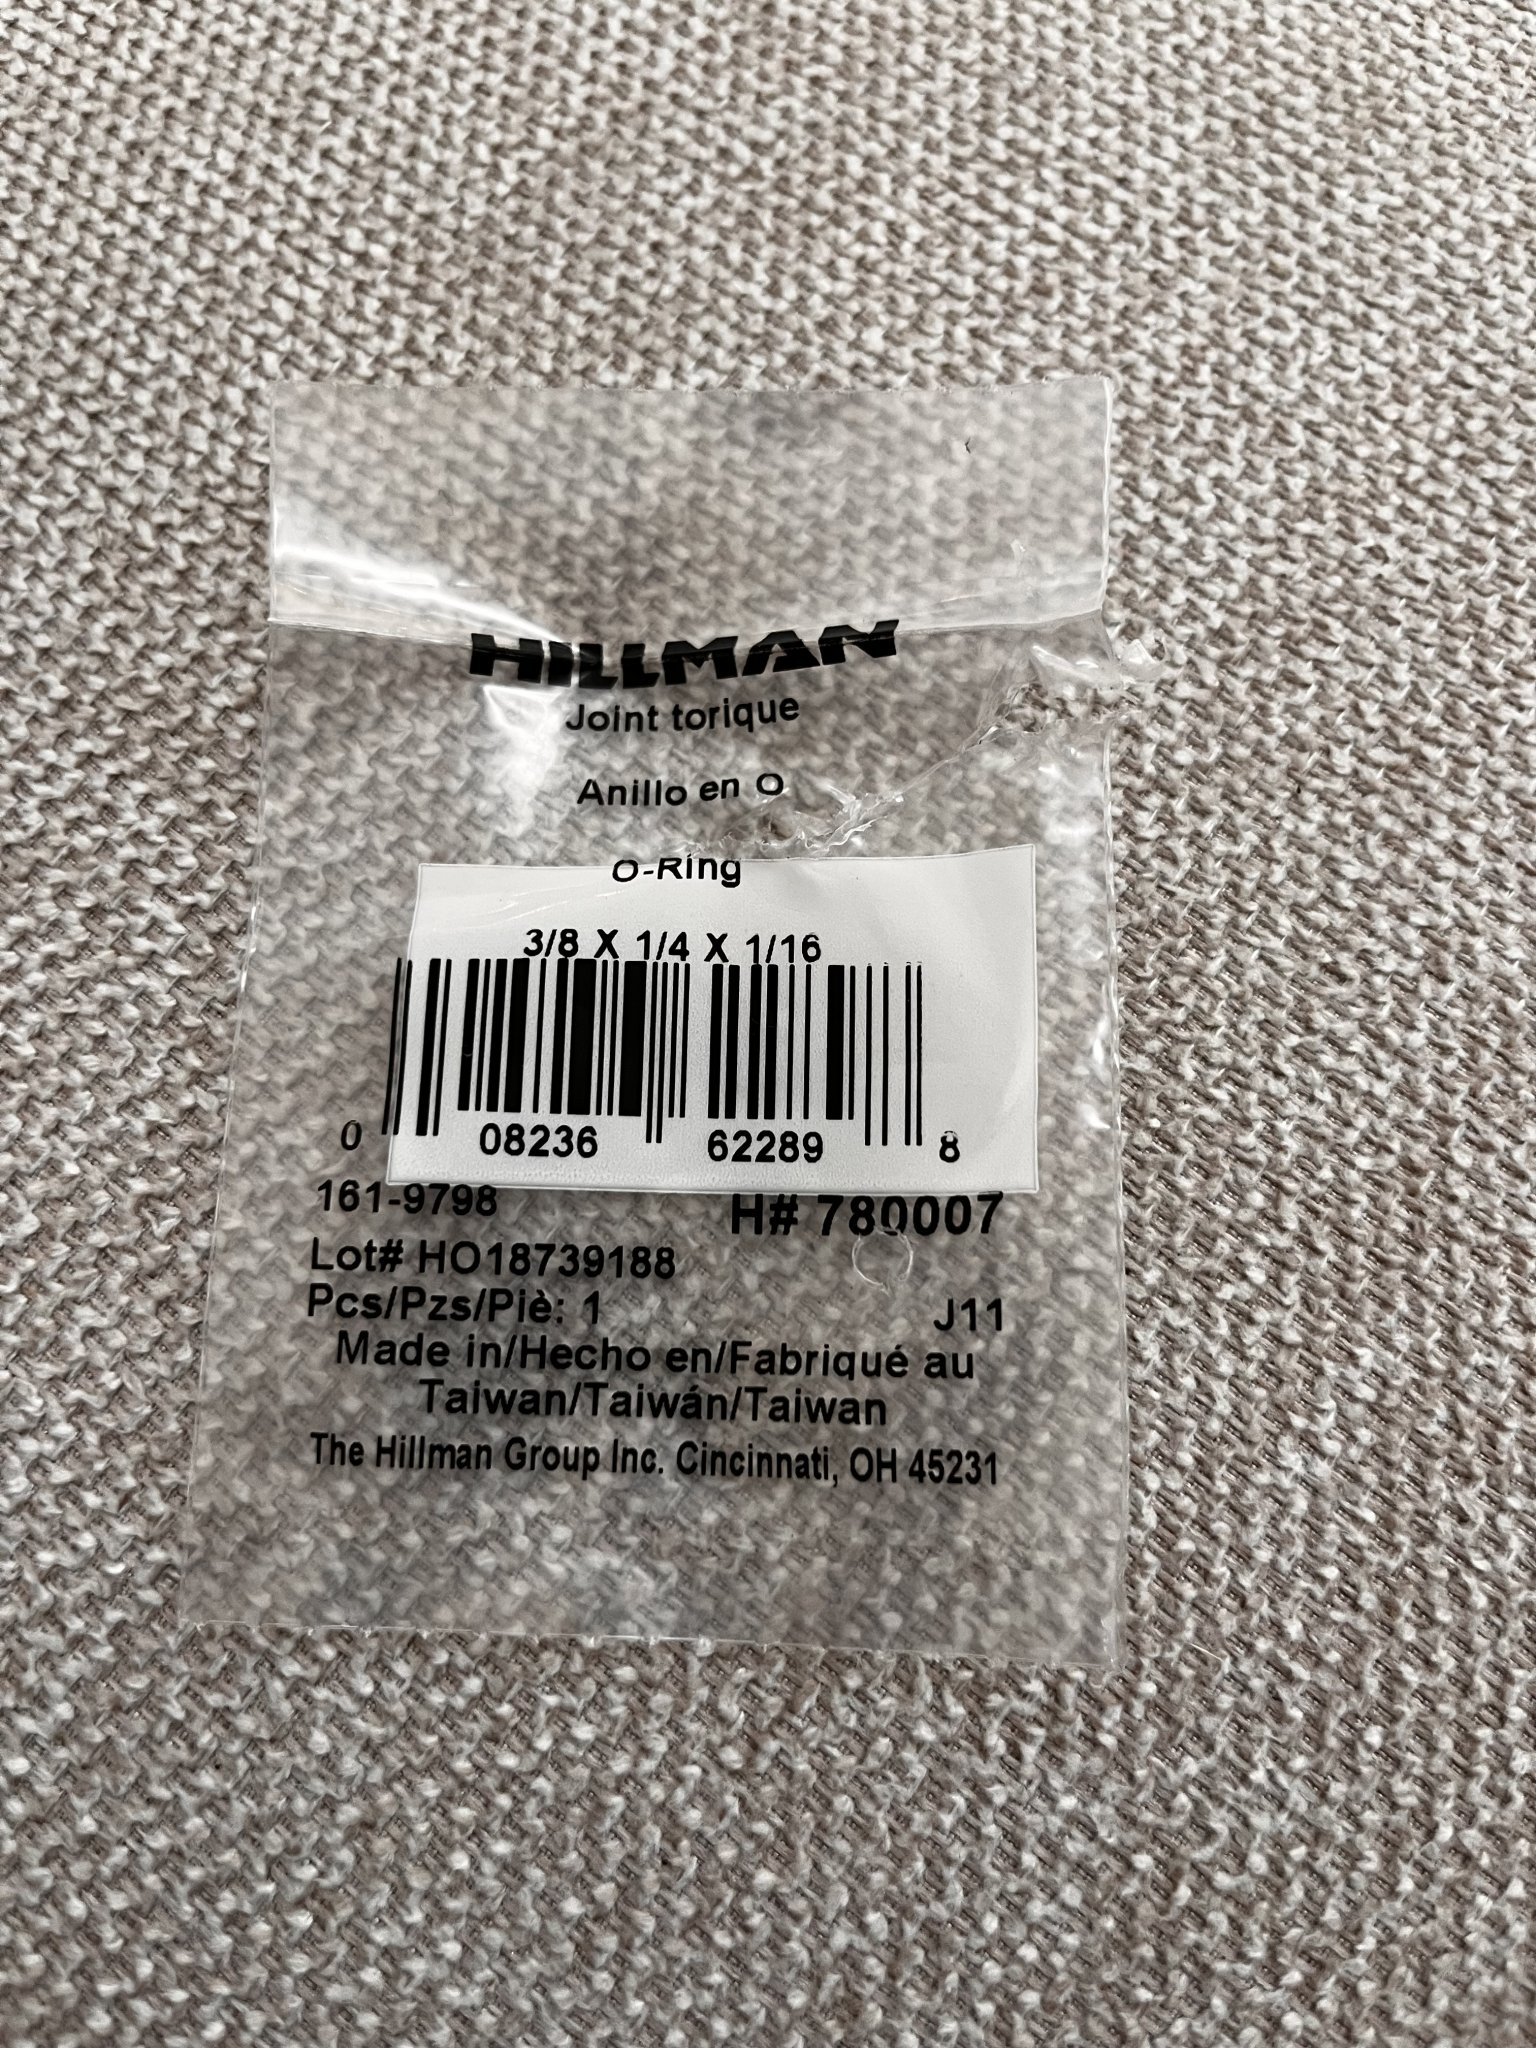 HILLMAN
Joint torique
Anillo en O
O-Ring
3/8 X 1/4 X 1/16
0 08236 62289 8
161-9798 H# 780007
Lot# HO18739188
Pcs/Pzs/Piè: 1 J11
Made in/Hecho en/Fabriqué au
Taiwan/Taiwán/Taiwan
The Hillman Group Inc. Cincinnati, OH 45231